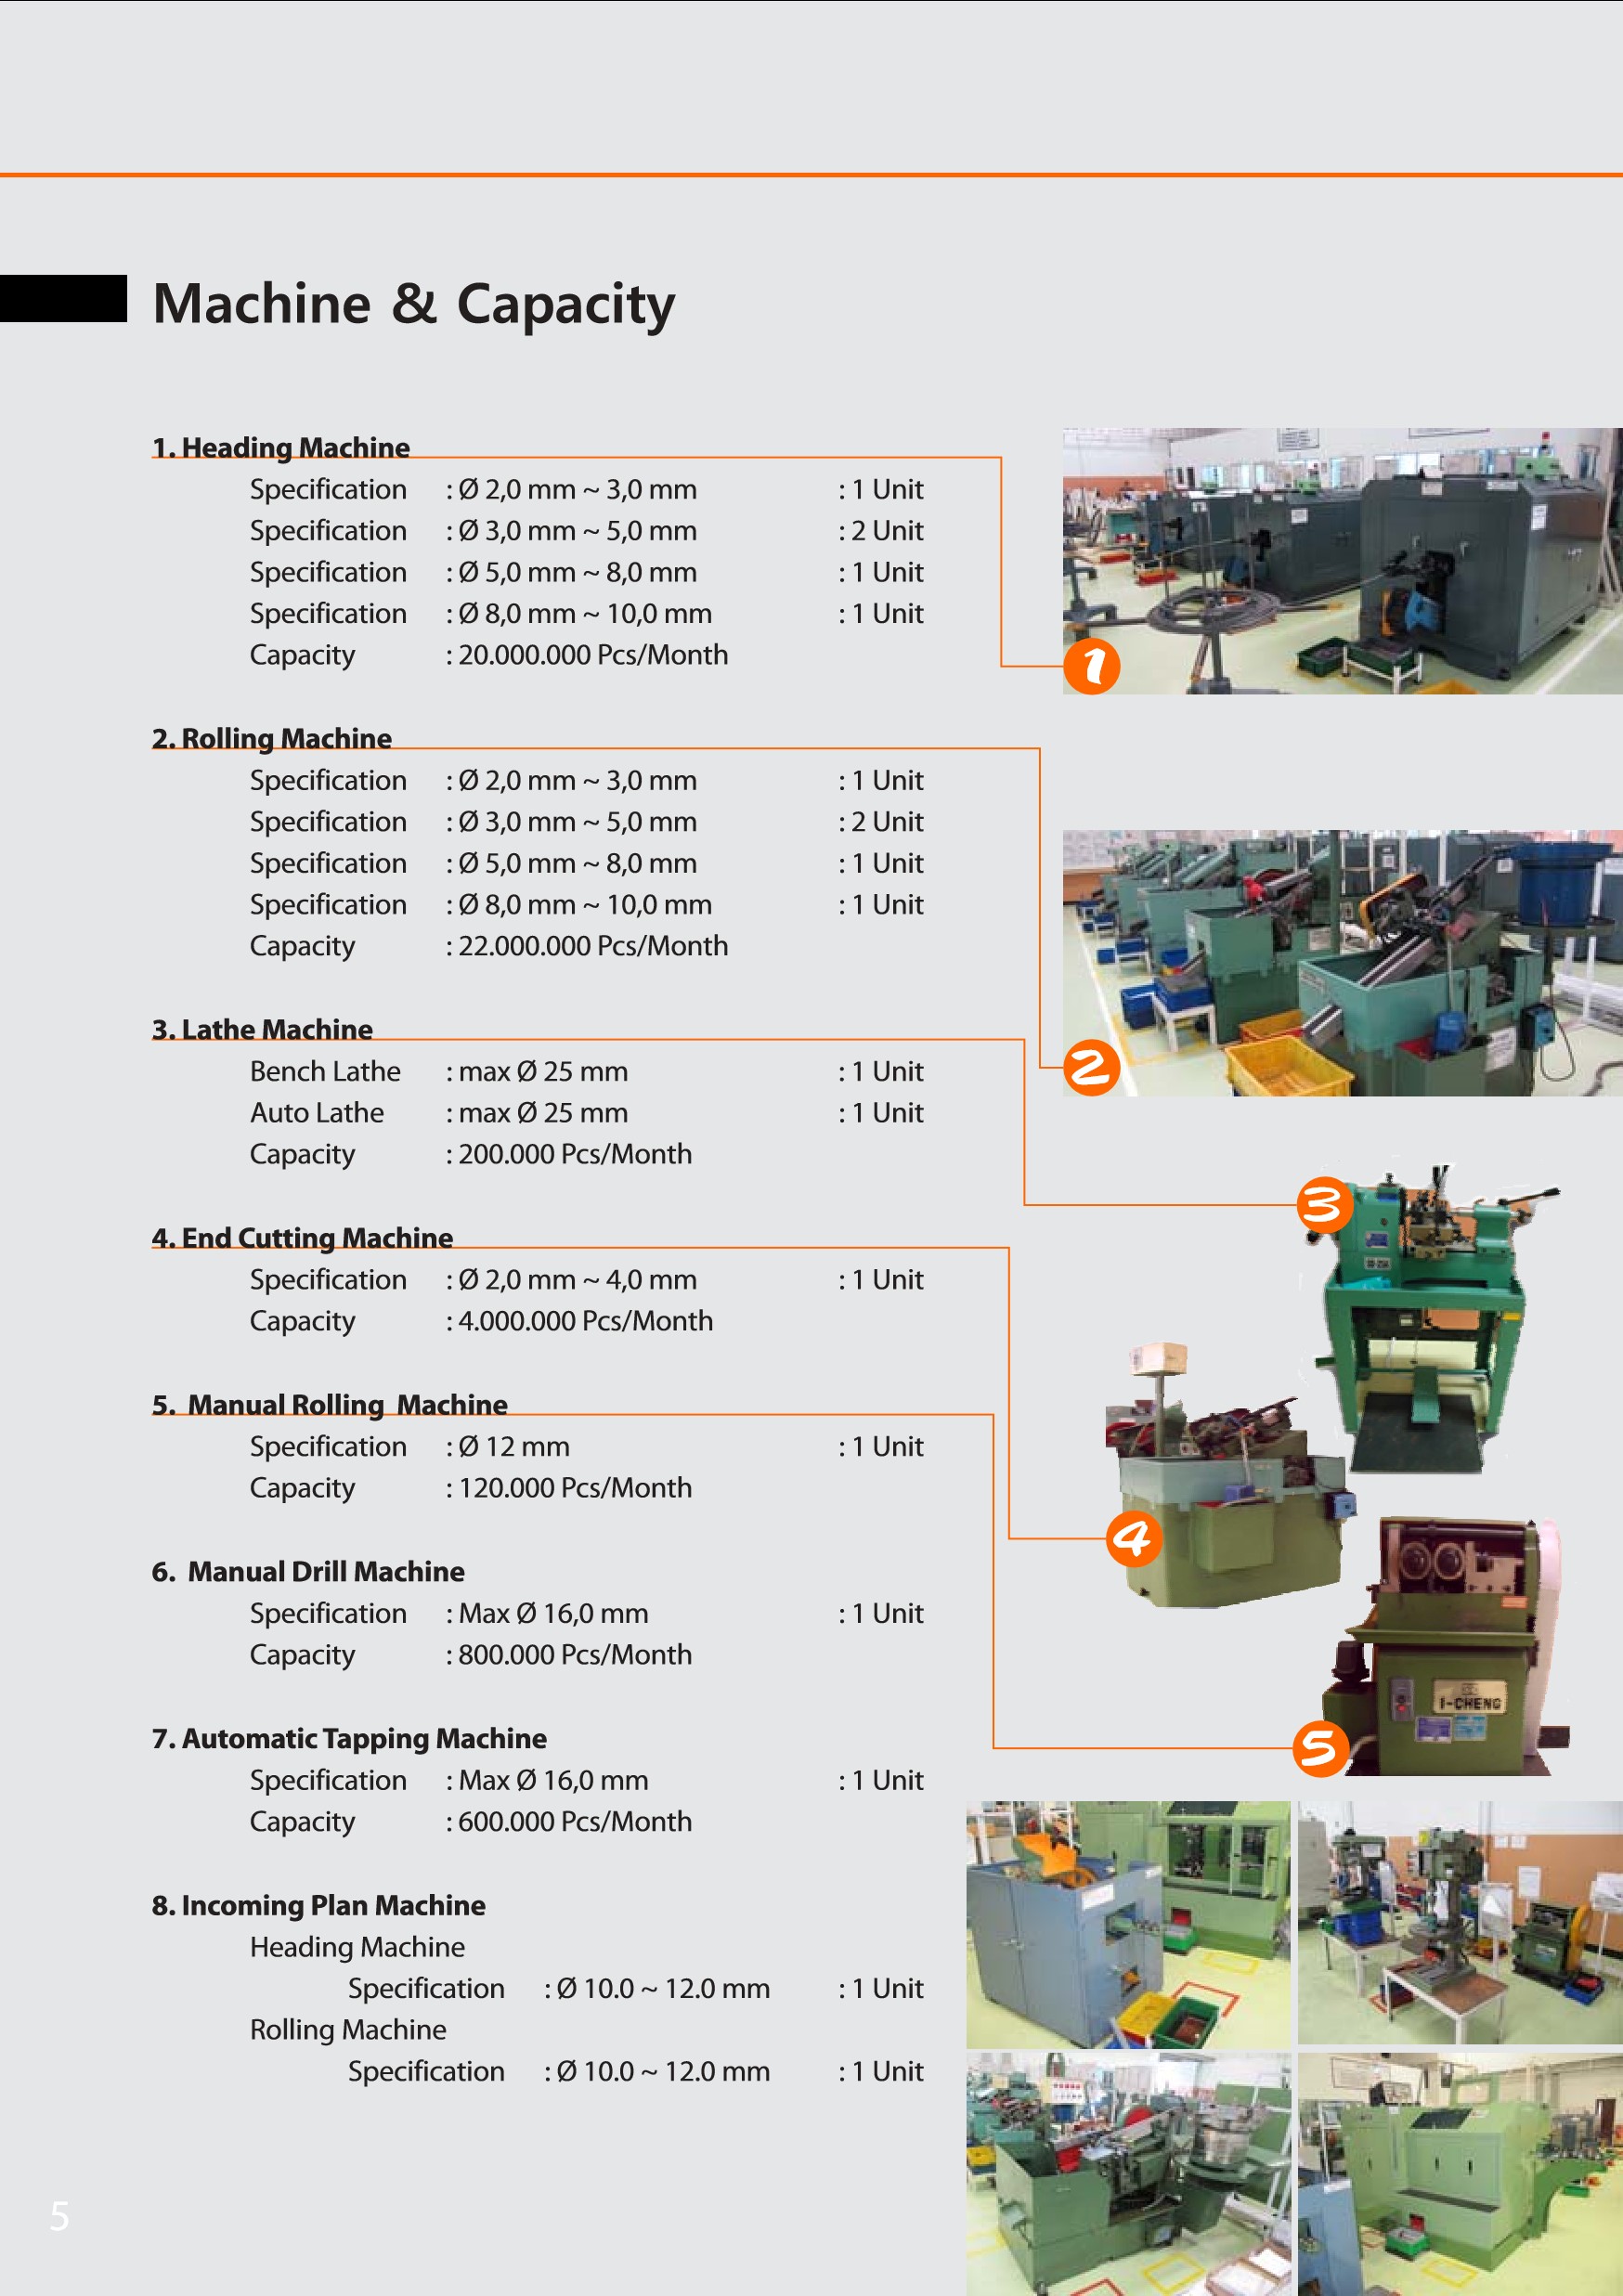 Machine & Capacity
1. Heading Machine
Specification : Ø 2,0 mm ~ 3,0 mm : 1 Unit
Specification : Ø 3,0 mm ~ 5,0 mm : 2 Unit
Specification : Ø 5,0 mm ~ 8,0 mm : 1 Unit
Specification : Ø 8,0 mm ~ 10,0 mm : 1 Unit
Capacity : 20.000.000 Pcs/Month
1
2. Rolling Machine
Specification : Ø 2,0 mm ~ 3,0 mm : 1 Unit
Specification : Ø 3,0 mm ~ 5,0 mm : 2 Unit
Specification : Ø 5,0 mm ~ 8,0 mm : 1 Unit
Specification : Ø 8,0 mm ~ 10,0 mm : 1 Unit
Capacity : 22.000.000 Pcs/Month
2
3. Lathe Machine
Bench Lathe : max Ø 25 mm : 1 Unit
Auto Lathe : max Ø 25 mm : 1 Unit
Capacity : 200.000 Pcs/Month
3
4. End Cutting Machine
Specification : Ø 2,0 mm ~ 4,0 mm : 1 Unit
Capacity : 4.000.000 Pcs/Month
4
5. Manual Rolling Machine
Specification : Ø 12 mm : 1 Unit
Capacity : 120.000 Pcs/Month
5
I-CHENG
6. Manual Drill Machine
Specification : Max Ø 16,0 mm : 1 Unit
Capacity : 800.000 Pcs/Month
7. Automatic Tapping Machine
Specification : Max Ø 16,0 mm : 1 Unit
Capacity : 600.000 Pcs/Month
8. Incoming Plan Machine
Heading Machine
Specification : Ø 10.0 ~ 12.0 mm : 1 Unit
Rolling Machine
Specification : Ø 10.0 ~ 12.0 mm : 1 Unit
5